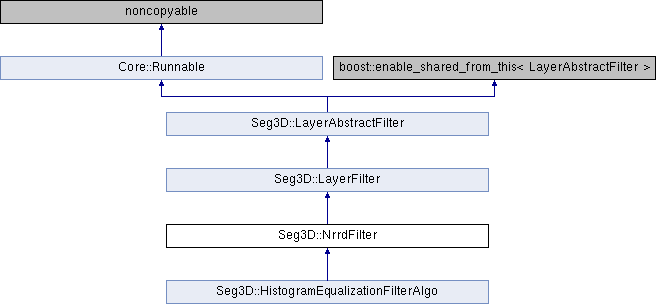 noncopyable
Core::Runnable
boost::enable_shared_from_this< LayerAbstractFilter >
Seg3D::LayerAbstractFilter
Seg3D::LayerFilter
Seg3D::NrrdFilter
Seg3D::HistogramEqualizationFilterAlgo